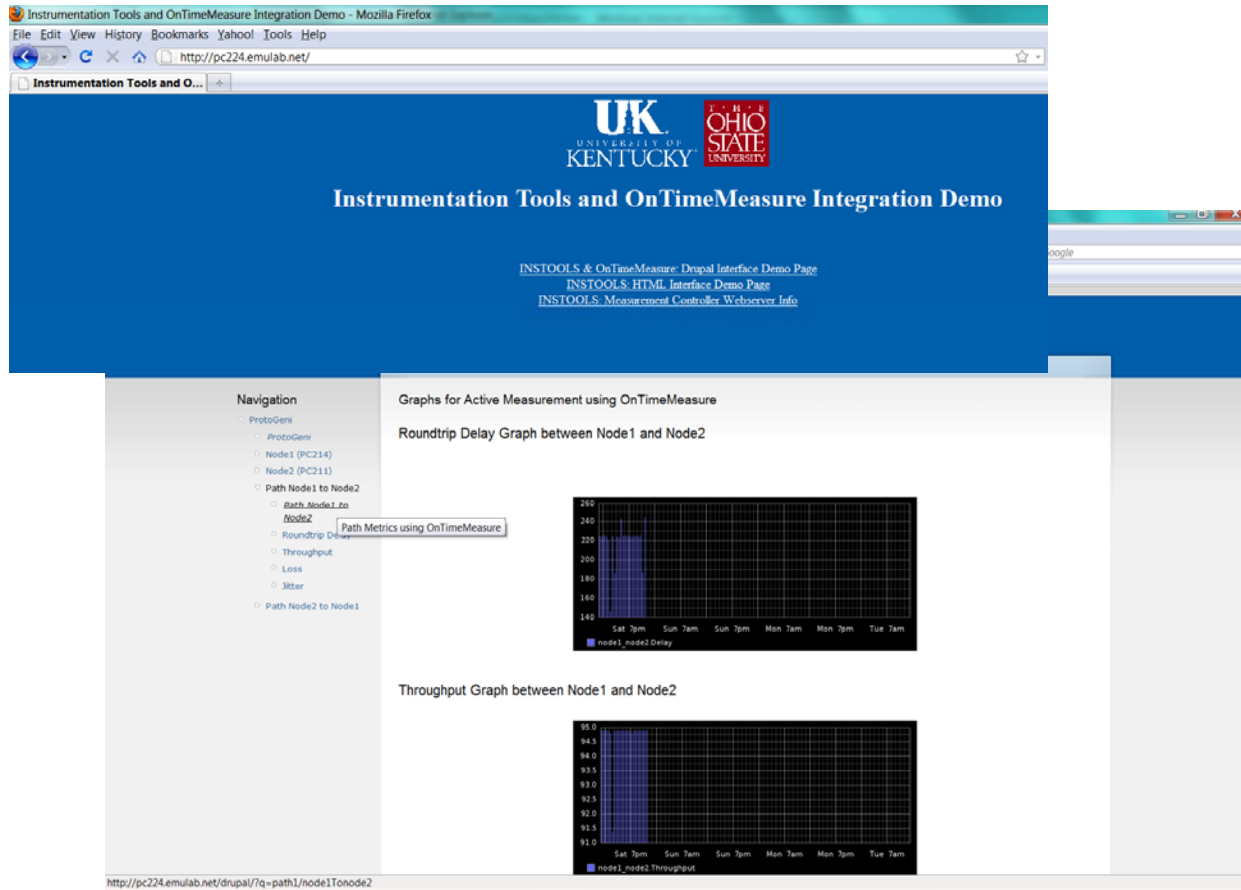 Instrumentation Tools and OnTimeMeasure Integration Demo - Mozilla Firefox
File Edit View History Bookmarks Yahoo! Tools Help
http://pc224.emulab.net/
Instrumentation Tools and O...
UK
UNIVERSITY OF
KENTUCKY
T · H · E
OHIO
STATE
UNIVERSITY
Instrumentation Tools and OnTimeMeasure Integration Demo
INSTOOLS & OnTimeMeasure: Drupal Interface Demo Page
INSTOOLS: HTML Interface Demo Page
INSTOOLS: Measurement Controller Webserver Info
Navigation
ProtoGeni
ProtoGeni
Node1 (PC214)
Node2 (PC211)
Path Node1 to Node2
Path Node1 to
Node2
Path Metrics using OnTimeMeasure
Roundtrip Delay
Throughput
Loss
Jitter
Path Node2 to Node1
Graphs for Active Measurement using OnTimeMeasure
Roundtrip Delay Graph between Node1 and Node2
260
240
220
200
180
160
140
Sat 7pm Sun 7am Sun 7pm Mon 7am Mon 7pm Tue 7am
node1_node2.Delay
Throughput Graph between Node1 and Node2
95.0
94.5
94.0
93.5
93.0
92.5
92.0
91.5
91.0
Sat 7pm Sun 7am Sun 7pm Mon 7am Mon 7pm Tue 7am
node1_node2.Throughput
http://pc224.emulab.net/drupal/?q=path1/node1Tonode2